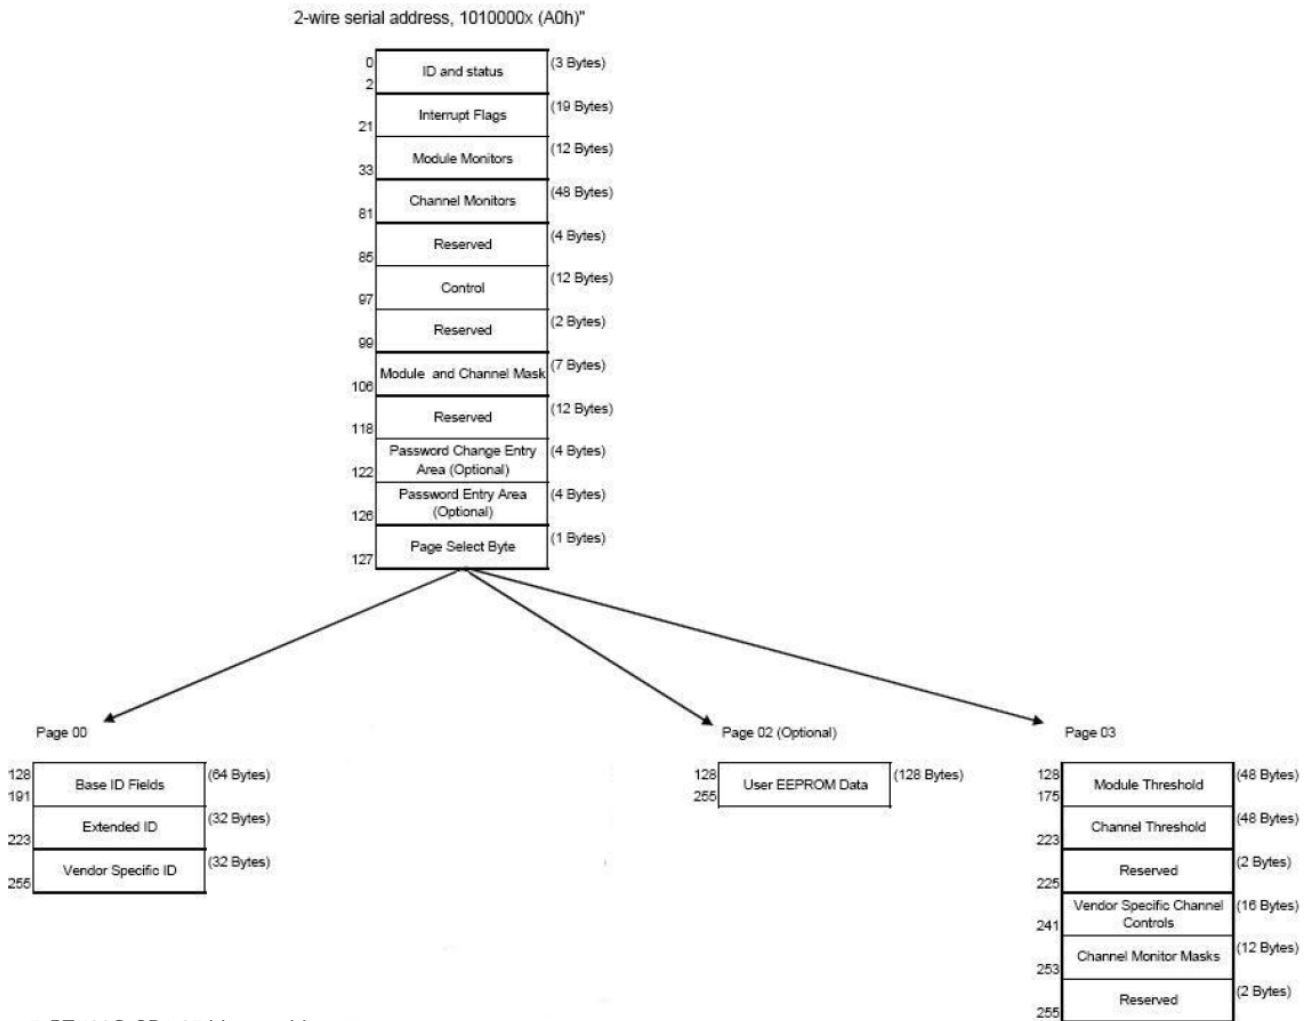 2-wire serial address, 1010000x (A0h)"
0
2
ID and status
(3 Bytes)
21
Interrupt Flags
(19 Bytes)
33
Module Monitors
(12 Bytes)
81
Channel Monitors
(48 Bytes)
85
Reserved
(4 Bytes)
97
Control
(12 Bytes)
99
Reserved
(2 Bytes)
106
Module and Channel Mask
(7 Bytes)
118
Reserved
(12 Bytes)
122
Password Change Entry
Area (Optional)
(4 Bytes)
126
Password Entry Area
(Optional)
(4 Bytes)
127
Page Select Byte
(1 Bytes)
Page 00
128
191
Base ID Fields
(64 Bytes)
223
Extended ID
(32 Bytes)
255
Vendor Specific ID
(32 Bytes)
Page 02 (Optional)
128
255
User EEPROM Data
(128 Bytes)
Page 03
128
175
Module Threshold
(48 Bytes)
223
Channel Threshold
(48 Bytes)
225
Reserved
(2 Bytes)
241
Vendor Specific Channel
Controls
(16 Bytes)
253
Channel Monitor Masks
(12 Bytes)
255
Reserved
(2 Bytes)